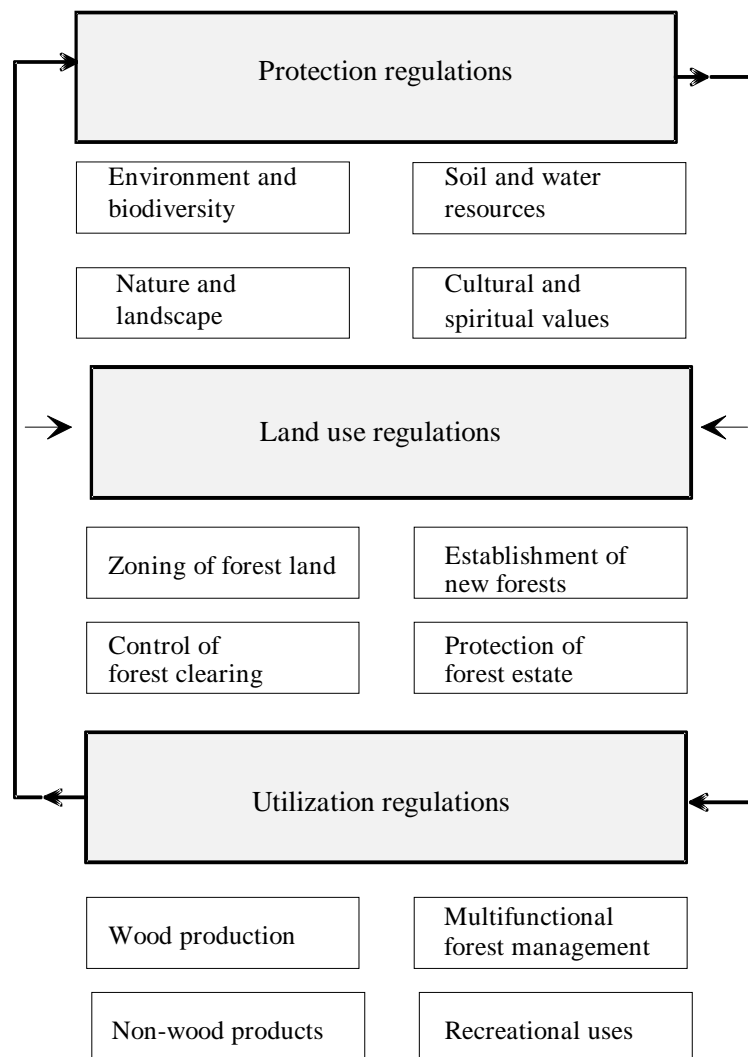 Protection regulations
Environment and
biodiversity
Soil and water
resources
Nature and
landscape
Cultural and
spiritual values
Land use regulations
Zoning of forest land
Establishment of
new forests
Control of
forest clearing
Protection of
forest estate
Utilization regulations
Wood production
Multifunctional
forest management
Non-wood products
Recreational uses